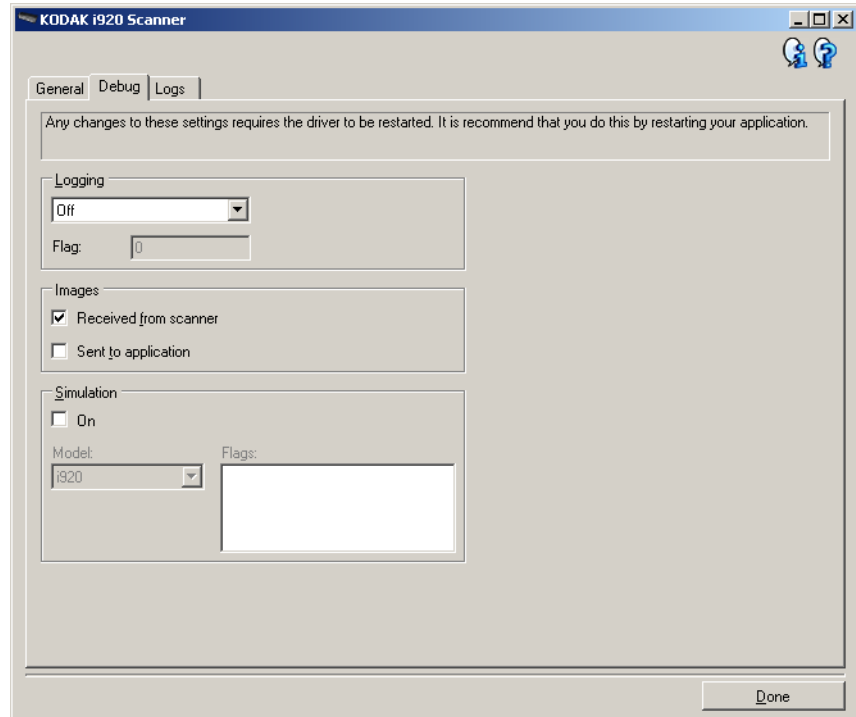 KODAK i920 Scanner
General Debug Logs
Any changes to these settings requires the driver to be restarted. It is recommend that you do this by restarting your application.
Logging
Off
Flag: 0
Images
Received from scanner
Sent to application
Simulation
On
Model: Flags:
i920
Done